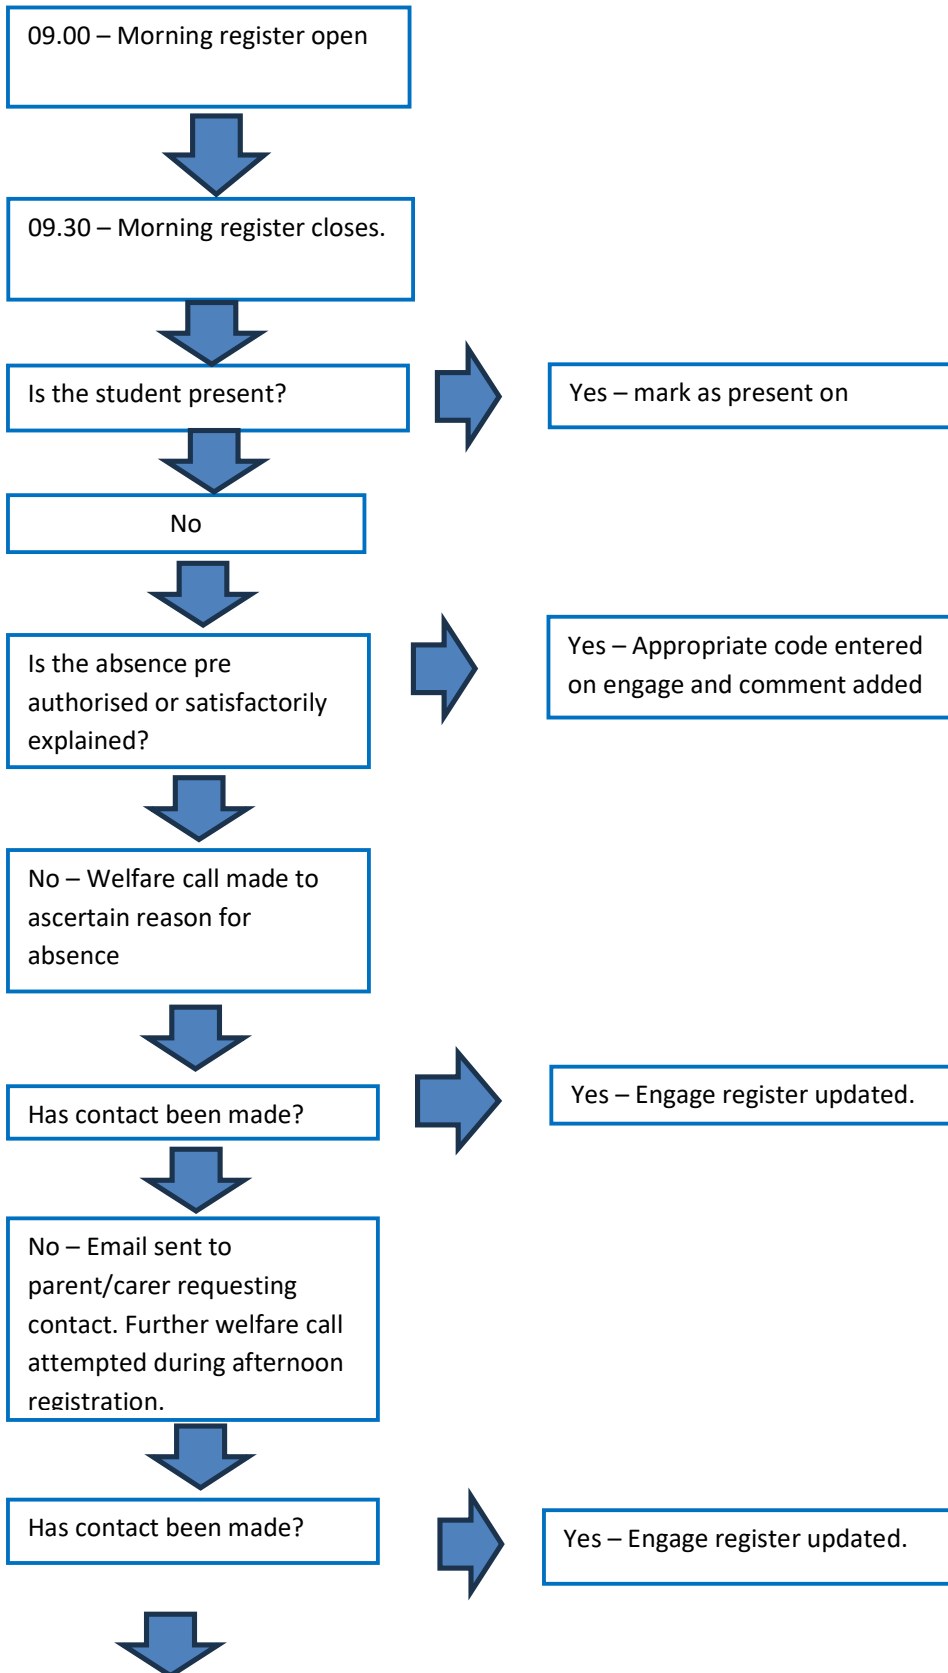 09.00 – Morning register open
09.30 – Morning register closes.
Is the student present?
Yes – mark as present on
No
Is the absence pre
authorised or satisfactorily
explained?
Yes – Appropriate code entered
on engage and comment added
No – Welfare call made to
ascertain reason for
absence
Has contact been made?
Yes – Engage register updated.
No – Email sent to
parent/carer requesting
contact. Further welfare call
attempted during afternoon
registration.
Has contact been made?
Yes – Engage register updated.